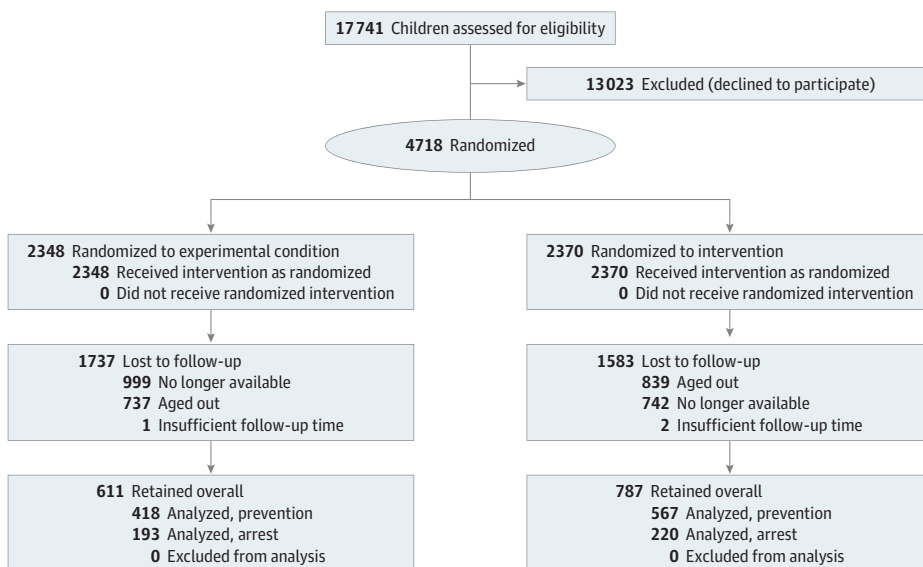 17 741 Children assessed for eligibility
13 023 Excluded (declined to participate)
4718 Randomized
2348 Randomized to experimental condition
2348 Received intervention as randomized
0 Did not receive randomized intervention
2370 Randomized to intervention
2370 Received intervention as randomized
0 Did not receive randomized intervention
1737 Lost to follow-up
999 No longer available
737 Aged out
1 Insufficient follow-up time
1583 Lost to follow-up
839 Aged out
742 No longer available
2 Insufficient follow-up time
611 Retained overall
418 Analyzed, prevention
193 Analyzed, arrest
0 Excluded from analysis
787 Retained overall
567 Analyzed, prevention
220 Analyzed, arrest
0 Excluded from analysis